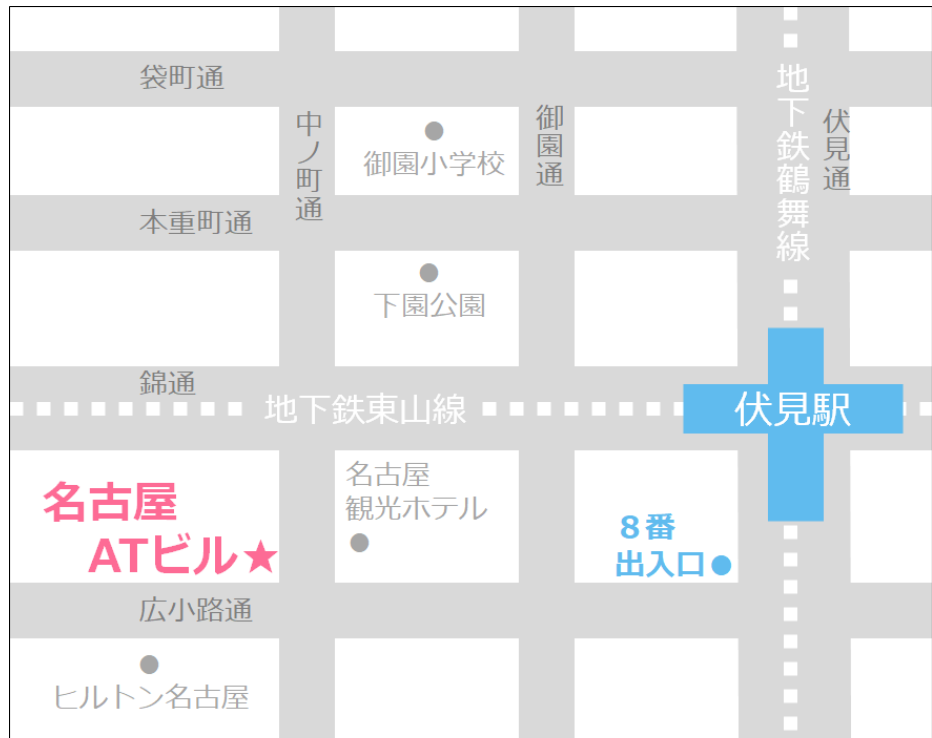 袋町通
中ノ町通
御園小学校
御園通
地下鉄鶴舞線
伏見通
本重町通
下園公園
錦通
地下鉄東山線
伏見駅
名古屋
ATビル★
名古屋
観光ホテル
8番
出入口
広小路通
ヒルトン名古屋